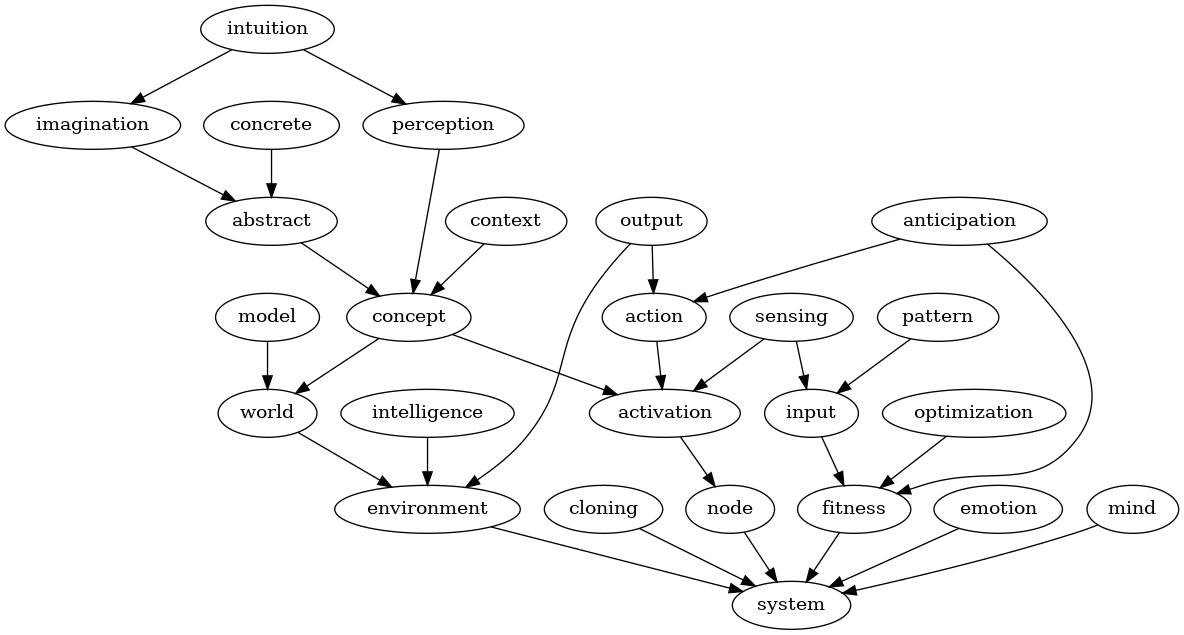 intuition
imagination
concrete
perception
abstract
context
output
anticipation
model
concept
action
sensing
pattern
world
intelligence
activation
input
optimization
environment
cloning
node
fitness
emotion
mind
system